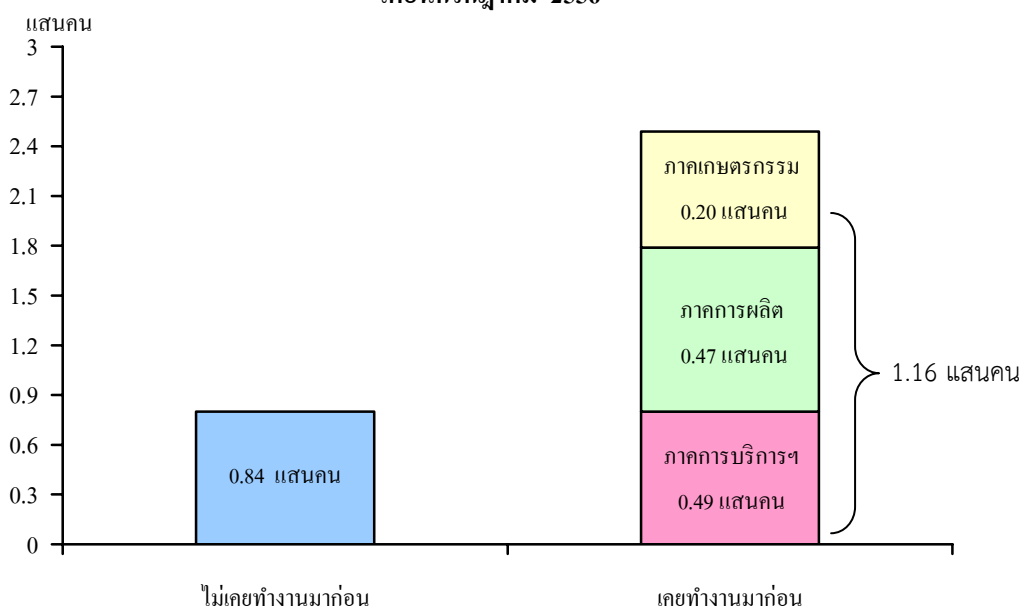 แสนคน
3
2.7
2.4
2.1
1.8
1.5
1.2
0.9
0.6
0.3
0
0.84 แสนคน
ภาคเกษตรกรรม
0.20 แสนคน
ภาคการผลิต
0.47 แสนคน
ภาคการบริการฯ
0.49 แสนคน
1.16 แสนคน
ไม่เคยทำงานมาก่อน
เคยทำงานมาก่อน